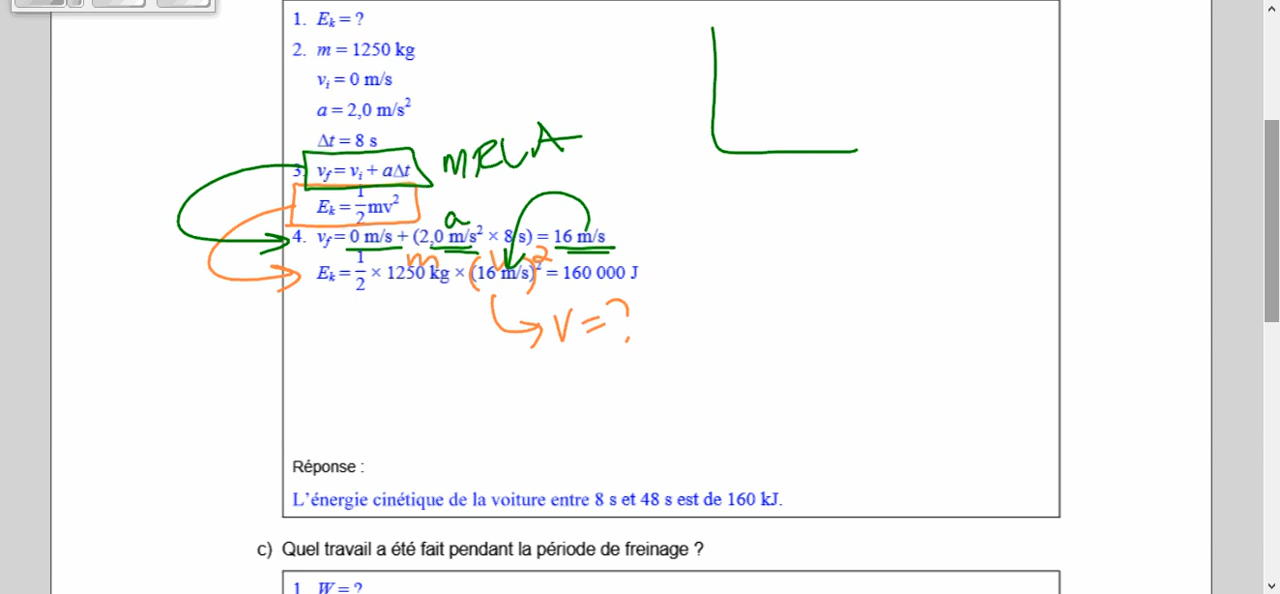 1. Eₖ = ?
2. m = 1250 kg
vᵢ = 0 m/s
a = 2,0 m/s²
Δt = 8 s
3. v_f = vᵢ + aΔt
MRUA
Eₖ = 1/2 mv²
a
4. v_f = 0 m/s + (2,0 m/s² × 8 s) = 16 m/s
m ( v )²
Eₖ = 1/2 × 1250 kg × (16 m/s)² = 160 000 J
v = ?
Réponse :
L’énergie cinétique de la voiture entre 8 s et 48 s est de 160 kJ.
c) Quel travail a été fait pendant la période de freinage ?
1 W = ?